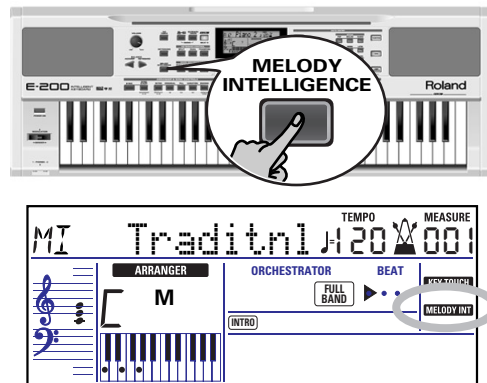 MELODY
INTELLIGENCE
E-200
Roland
TEMPO
MEASURE
MI Traditnl ♩=120 001
ARRANGER
ORCHESTRATOR
BEAT
KEY TOUCH
C M
FULL
BAND
MELODY INT
INTRO